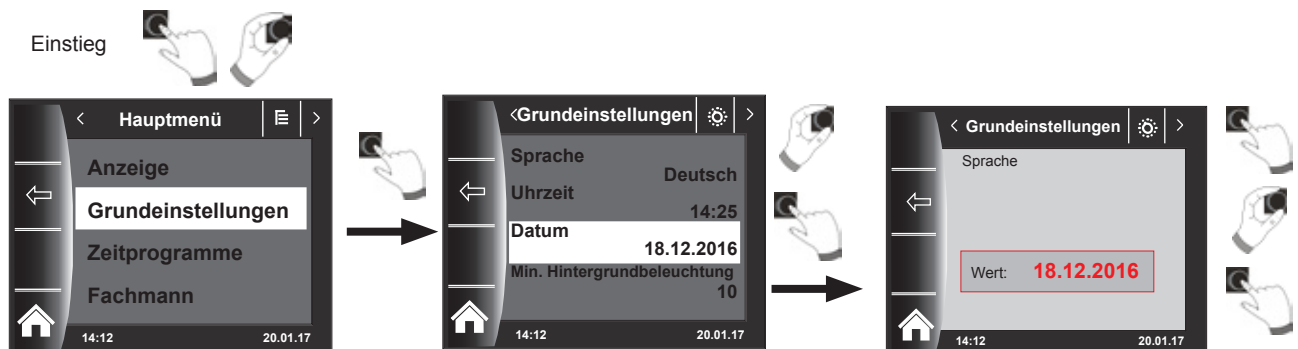 Einstieg
< Hauptmenü >
Anzeige
Grundeinstellungen
Zeitprogramme
Fachmann
14:12 20.01.17
<Grundeinstellungen >
Sprache
Deutsch
Uhrzeit
14:25
Datum
18.12.2016
Min. Hintergrundbeleuchtung
10
14:12 20.01.17
< Grundeinstellungen >
Sprache
Wert: 18.12.2016
14:12 20.01.17